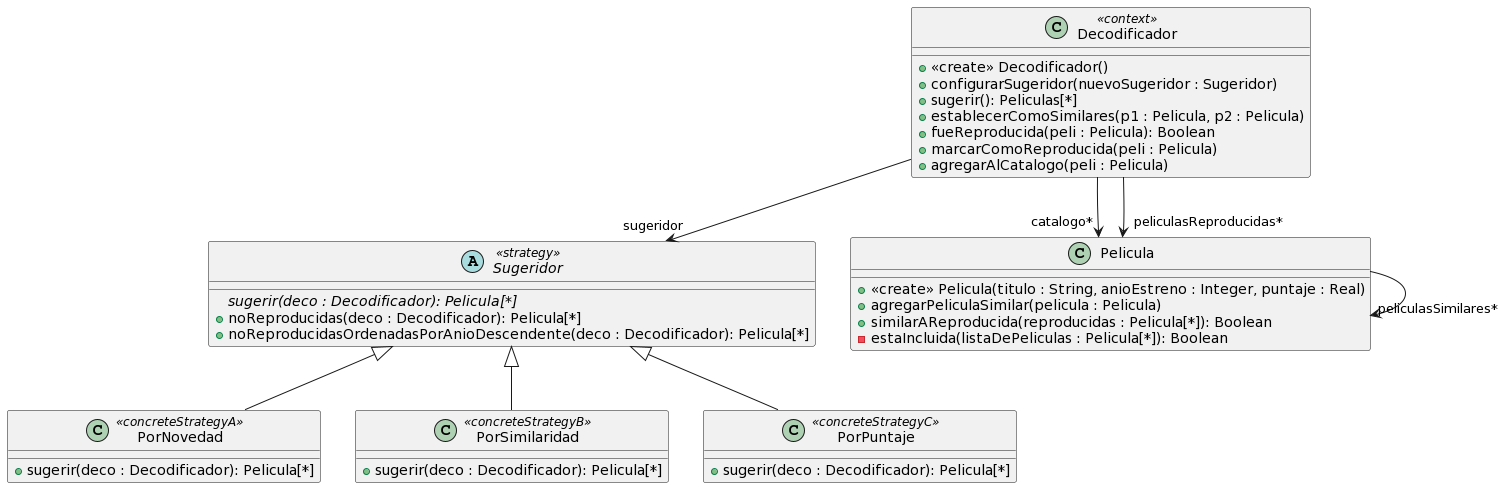 «context»
C Decodificador
«create» Decodificador()
configurarSugeridor(nuevoSugeridor : Sugeridor)
sugerir(): Peliculas[*]
establecerComoSimilares(p1 : Pelicula, p2 : Pelicula)
fueReproducida(peli : Pelicula): Boolean
marcarComoReproducida(peli : Pelicula)
agregarAlCatalogo(peli : Pelicula)
sugeridor
catalogo*
peliculasReproducidas*
«strategy»
A Sugeridor
sugerir(deco : Decodificador): Pelicula[*]
noReproducidas(deco : Decodificador): Pelicula[*]
noReproducidasOrdenadasPorAnioDescendente(deco : Decodificador): Pelicula[*]
C Pelicula
«create» Pelicula(titulo : String, anioEstreno : Integer, puntaje : Real)
agregarPeliculaSimilar(pelicula : Pelicula)
similarAReproducida(reproducidas : Pelicula[*]): Boolean
estaIncluida(listaDePeliculas : Pelicula[*]): Boolean
peliculasSimilares*
«concreteStrategyA»
C PorNovedad
sugerir(deco : Decodificador): Pelicula[*]
«concreteStrategyB»
C PorSimilaridad
sugerir(deco : Decodificador): Pelicula[*]
«concreteStrategyC»
C PorPuntaje
sugerir(deco : Decodificador): Pelicula[*]